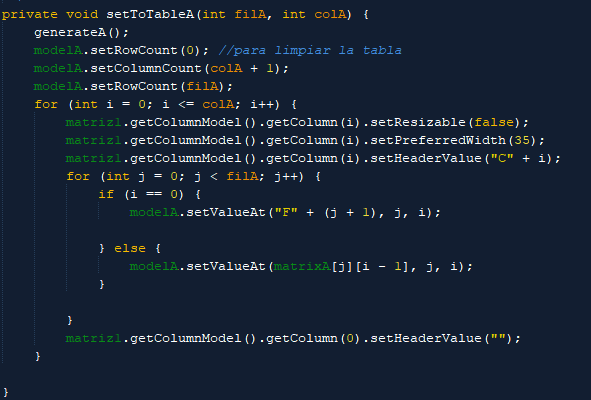 private void setToTableA(int filA, int colA) {
    generateA();
    modelA.setRowCount(0); //para limpiar la tabla
    modelA.setColumnCount(colA + 1);
    modelA.setRowCount(filA);
    for (int i = 0; i <= colA; i++) {
        matriz1.getColumnModel().getColumn(i).setResizable(false);
        matriz1.getColumnModel().getColumn(i).setPreferredWidth(35);
        matriz1.getColumnModel().getColumn(i).setHeaderValue("C" + i);
        for (int j = 0; j < filA; j++) {
            if (i == 0) {
                modelA.setValueAt("F" + (j + 1), j, i);
            } else {
                modelA.setValueAt(matrixA[j][i - 1], j, i);
            }
        }
        matriz1.getColumnModel().getColumn(0).setHeaderValue("");
    }
}